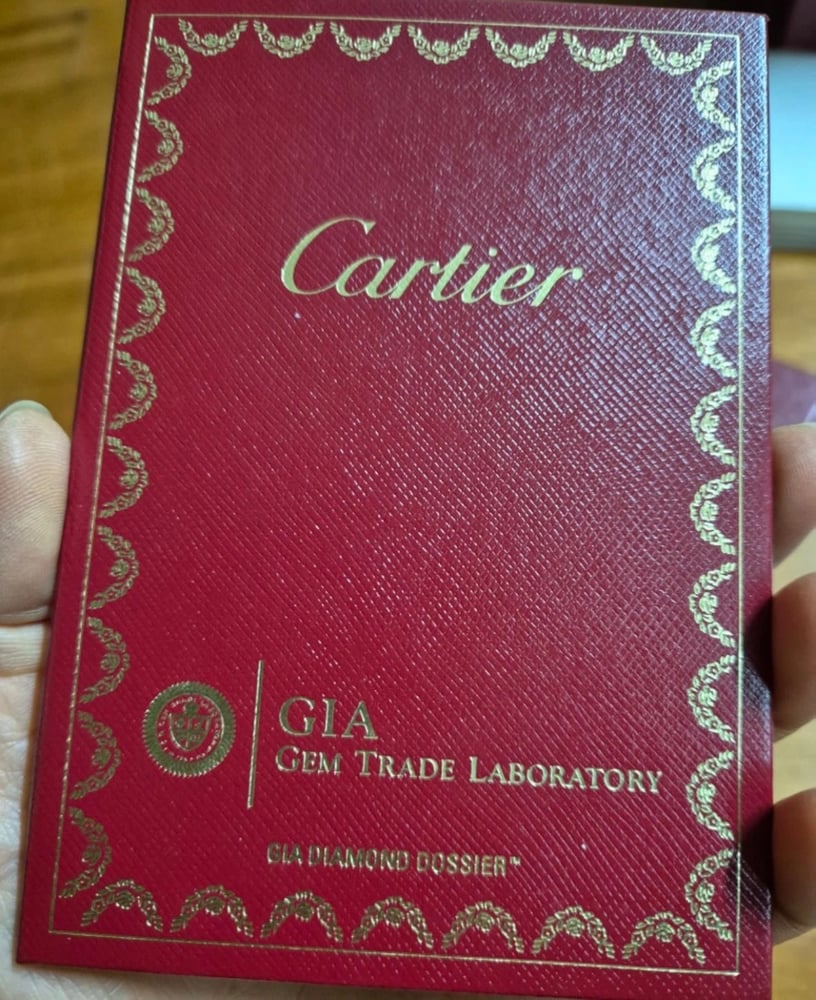 Cartier
GIA
GEM TRADE LABORATORY
GIA DIAMOND DOSSIER™